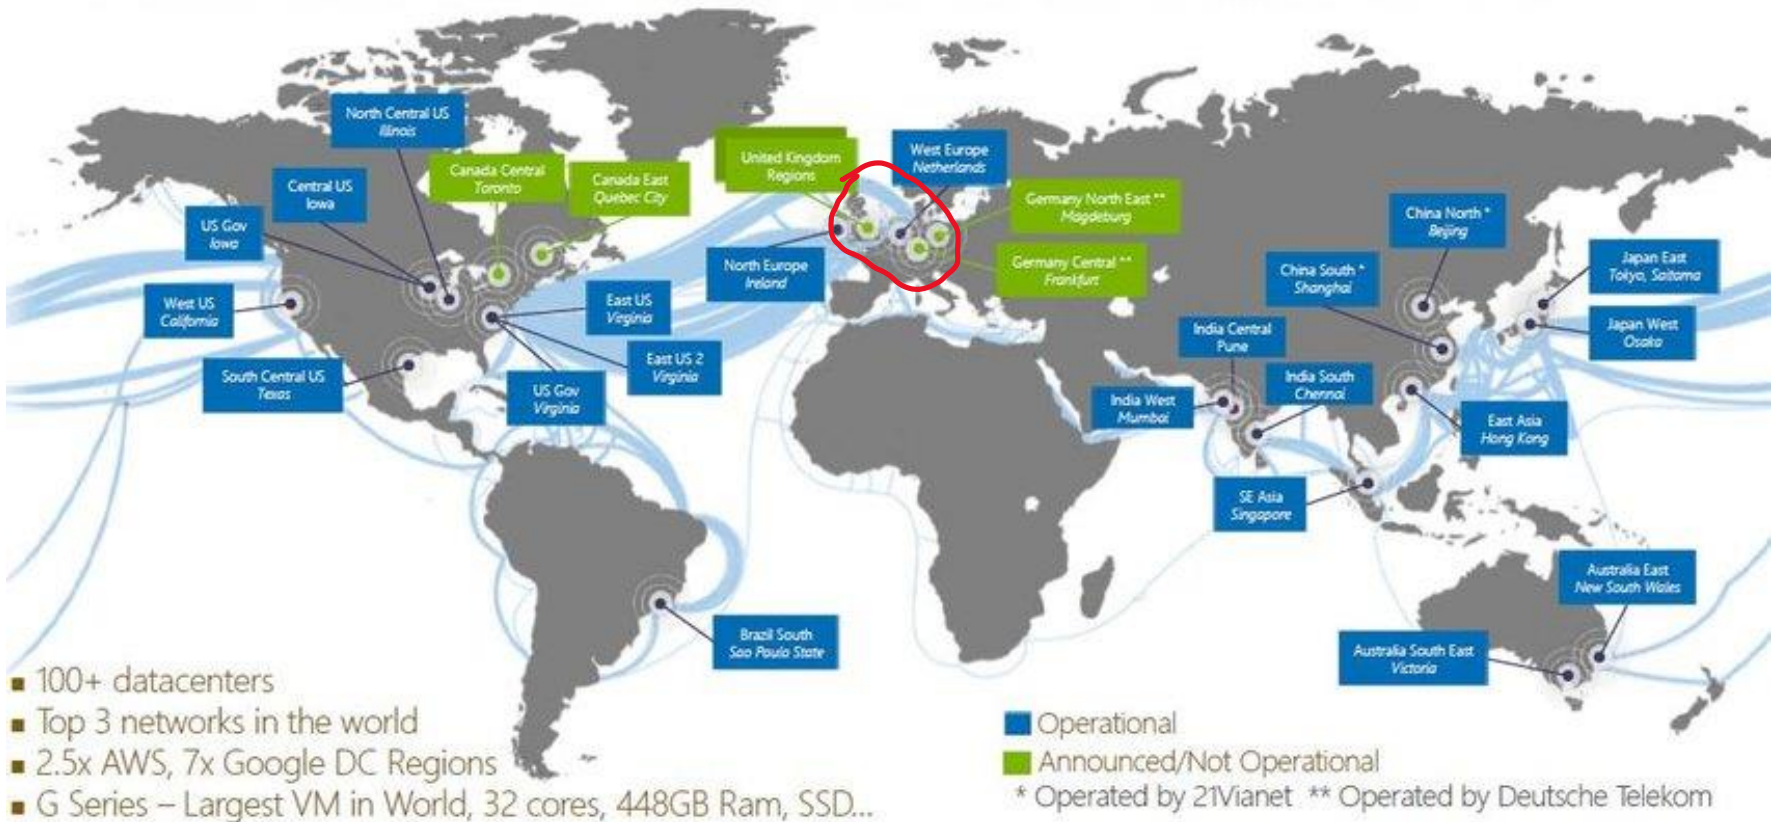 North Central US
Illinois
Central US
Iowa
US Gov
Iowa
West US
California
South Central US
Texas
Canada Central
Toronto
Canada East
Quebec City
East US
Virginia
East US 2
Virginia
US Gov
Virginia
Brazil South
Sao Paulo State
United Kingdom
Regions
West Europe
Netherlands
North Europe
Ireland
Germany North East **
Magdeburg
Germany Central **
Frankfurt
China North *
Beijing
China South *
Shanghai
Japan East
Tokyo, Saitama
Japan West
Osaka
India Central
Pune
India South
Chennai
India West
Mumbai
East Asia
Hong Kong
SE Asia
Singapore
Australia East
New South Wales
Australia South East
Victoria
100+ datacenters
Top 3 networks in the world
2.5x AWS, 7x Google DC Regions
G Series – Largest VM in World, 32 cores, 448GB Ram, SSD...
Operational
Announced/Not Operational
* Operated by 21Vianet ** Operated by Deutsche Telekom